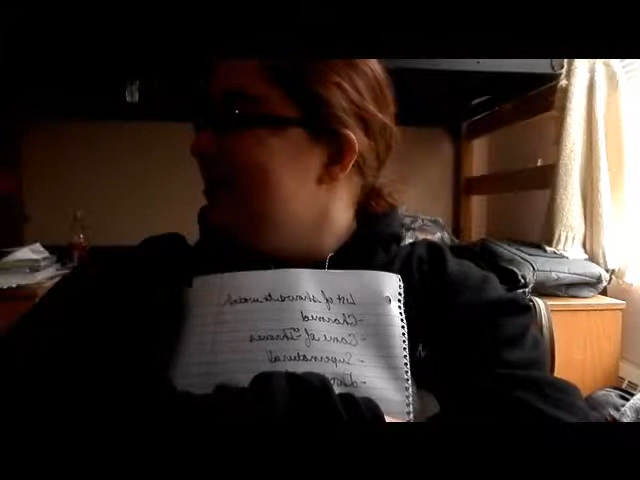 List of shows to watch
-Charmed
-Game of Thrones
-Supernatural